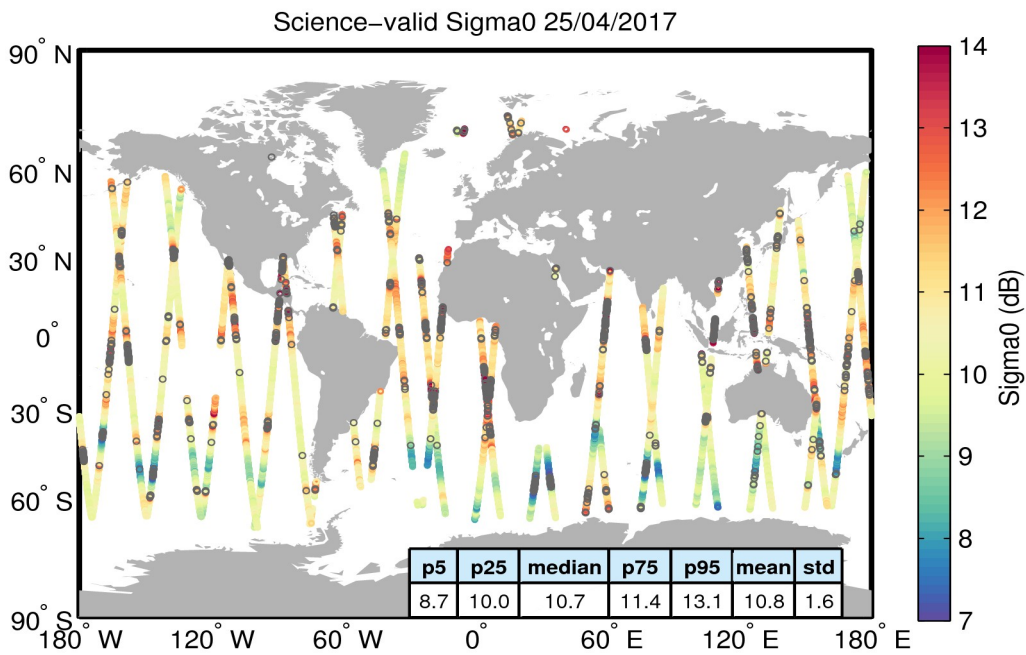 Science−valid Sigma0 25/04/2017
90° N
60° N
30° N
0°
30° S
60° S
90° S
180° W
120° W
60° W
0°
60° E
120° E
180° E
14
13
12
11
10
9
8
7
Sigma0 (dB)
p5 p25 median p75 p95 mean std
8.7 10.0 10.7 11.4 13.1 10.8 1.6